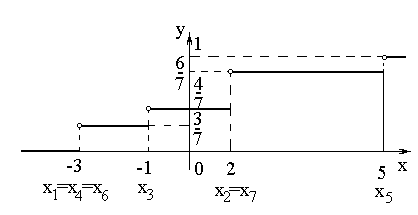 y
1
6/7
4/7
3/7
-3 -1 0 2 5 x
x₁=x₄=x₆ x₃ x₂=x₇ x₅